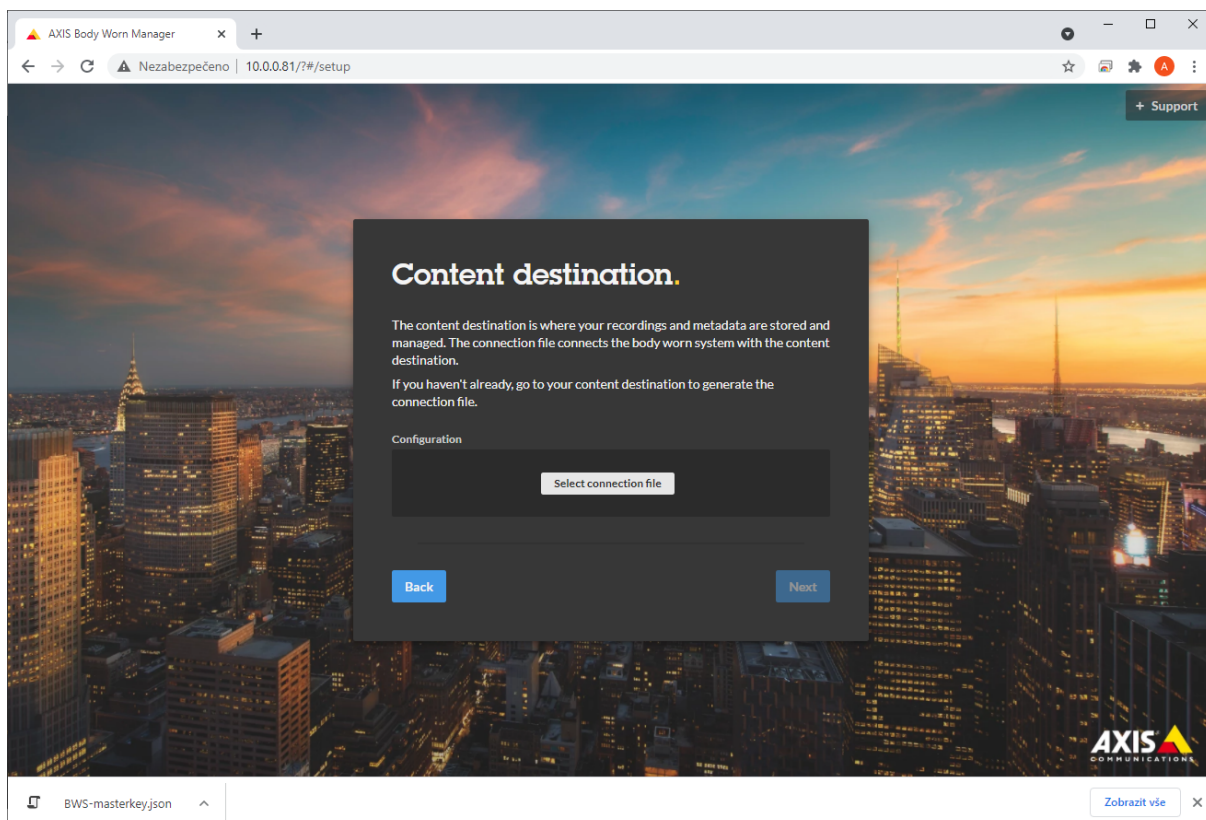 AXIS Body Worn Manager
Nezabezpečeno
10.0.0.81/?#/setup
A
+ Support
Content destination.
The content destination is where your recordings and metadata are stored and
managed. The connection file connects the body worn system with the content
destination.
If you haven't already, go to your content destination to generate the
connection file.
Configuration
Select connection file
Back
Next
AXIS
COMMUNICATIONS
BWS-masterkey.json
Zobrazit vše